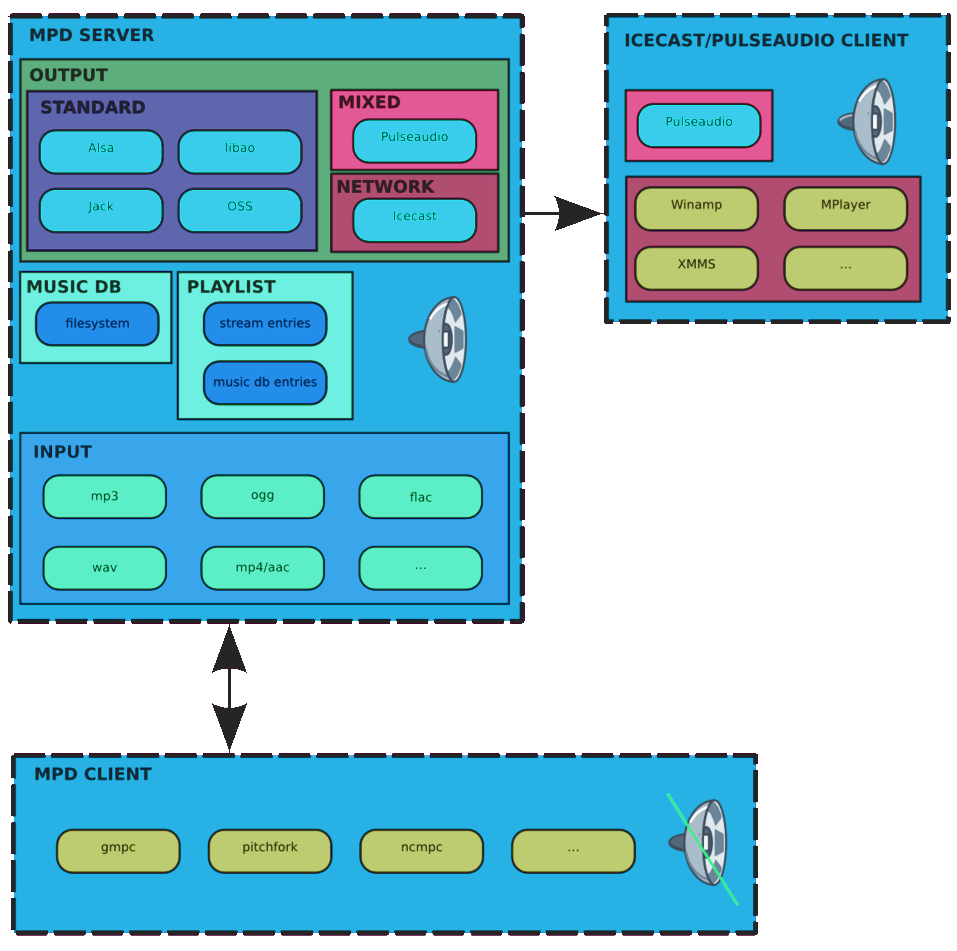 MPD SERVER
OUTPUT
STANDARD
Alsa
libao
Jack
OSS
MIXED
Pulseaudio
NETWORK
Icecast
MUSIC DB
filesystem
PLAYLIST
stream entries
music db entries
INPUT
mp3
ogg
flac
wav
mp4/aac
...
ICECAST/PULSEAUDIO CLIENT
Pulseaudio
Winamp
MPlayer
XMMS
...
MPD CLIENT
gmpc
pitchfork
ncmpc
...